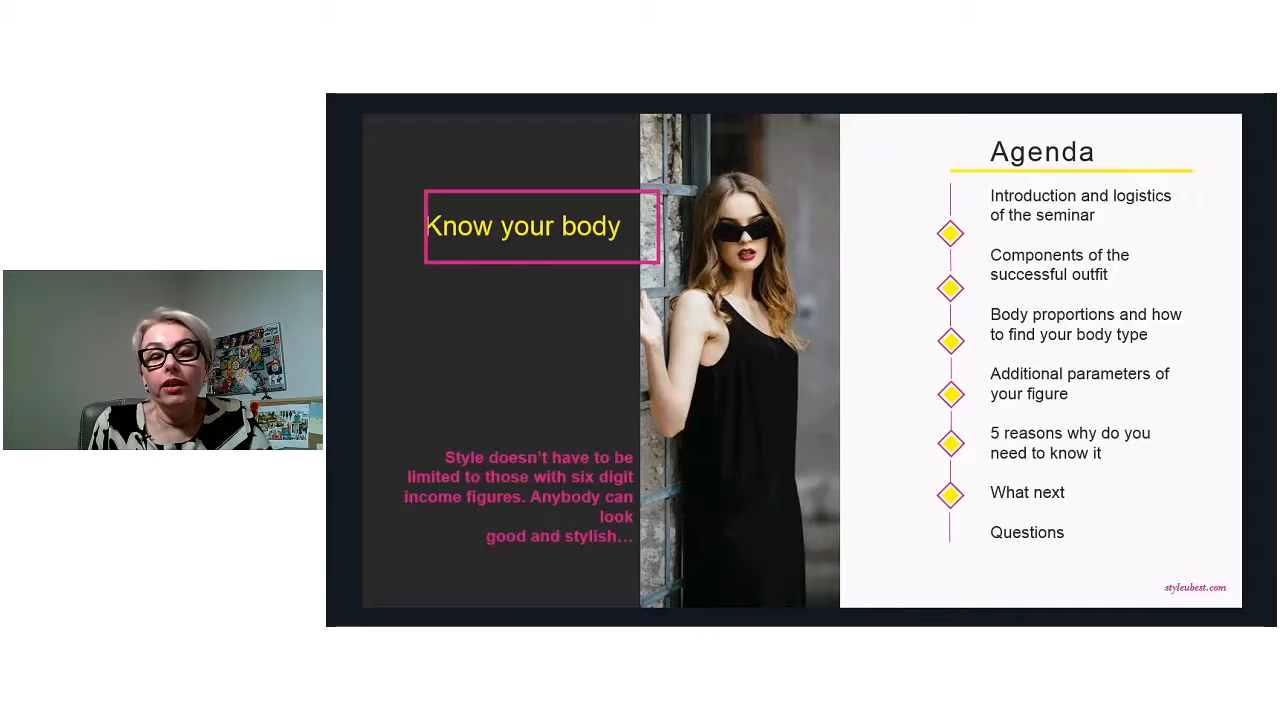 Know your body
Style doesn't have to be
limited to those with six digit
income figures. Anybody can
look
good and stylish…
Agenda
Introduction and logistics
of the seminar
Components of the
successful outfit
Body proportions and how
to find your body type
Additional parameters of
your figure
5 reasons why do you
need to know it
What next
Questions
styleubest.com